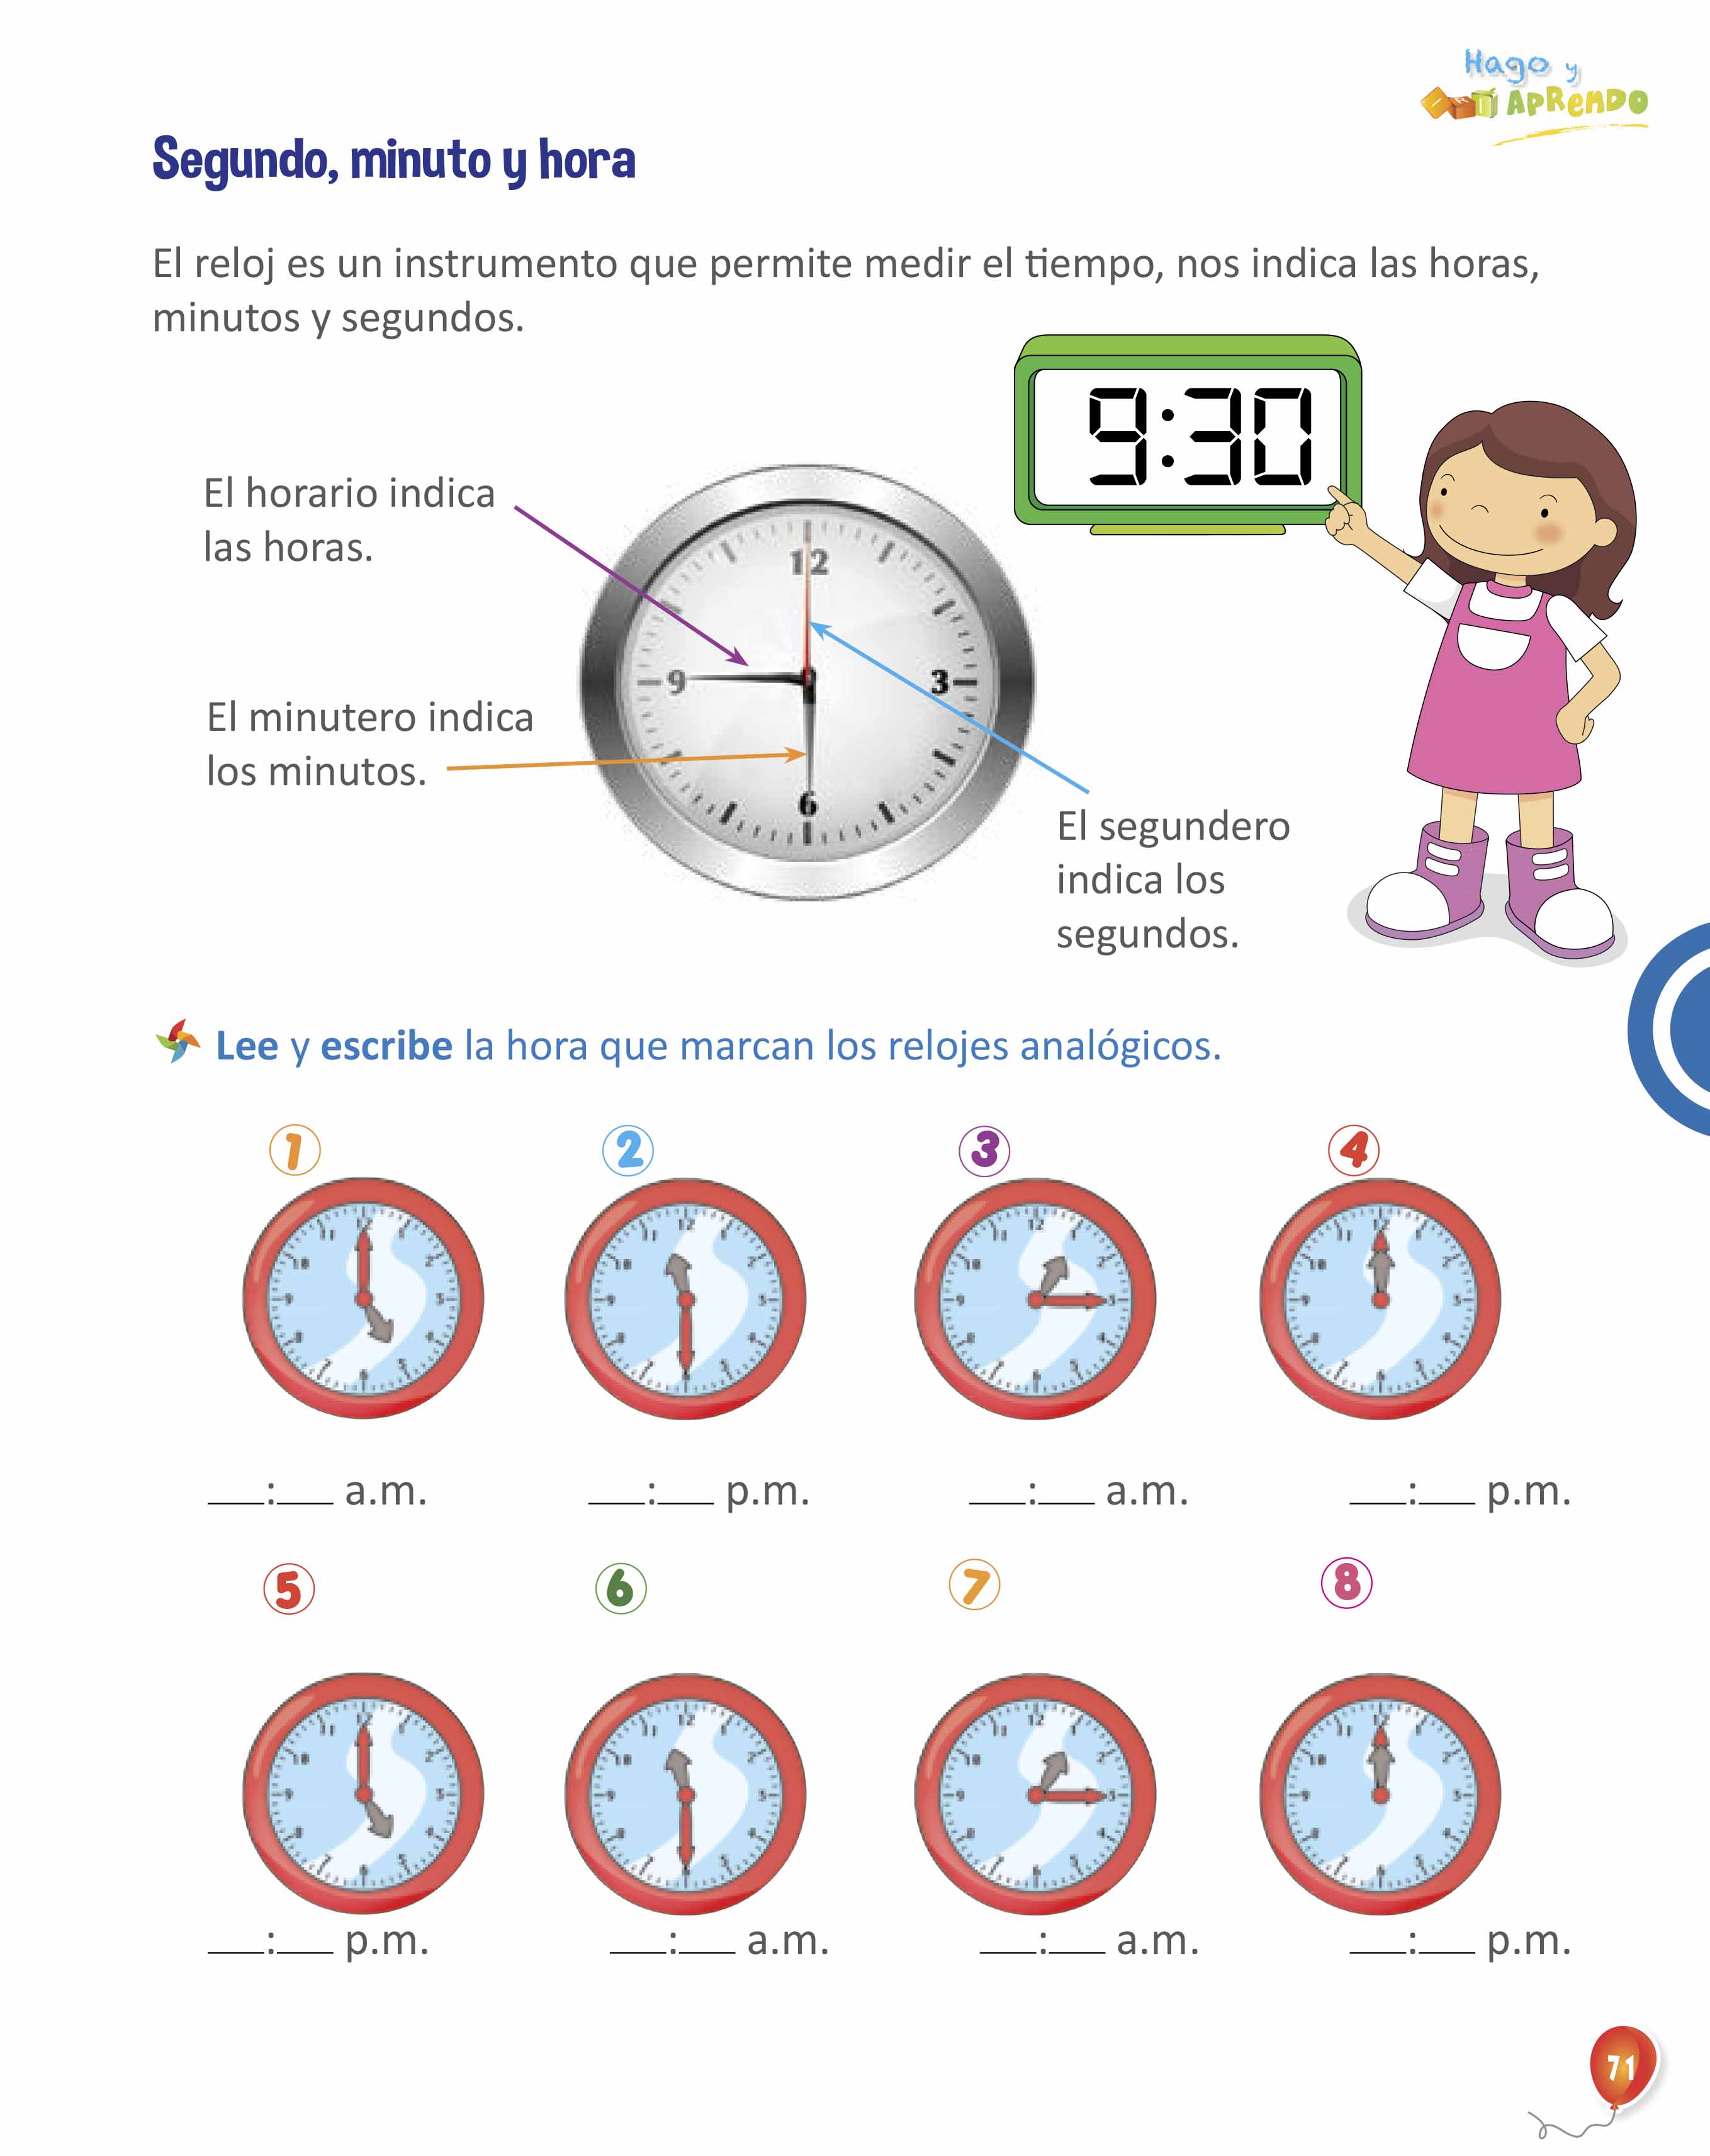 Hago y
APRENDO
Segundo, minuto y hora
El reloj es un instrumento que permite medir el tiempo, nos indica las horas,
minutos y segundos.
9:30
El horario indica
las horas.
12
9
3
6
El minutero indica
los minutos.
El segundero
indica los
segundos.
Lee y escribe la hora que marcan los relojes analógicos.
1 2 3 4
___:___ a.m. ___:___ p.m. ___:___ a.m. ___:___ p.m.
5 6 7 8
___:___ p.m. ___:___ a.m. ___:___ a.m. ___:___ p.m.
71